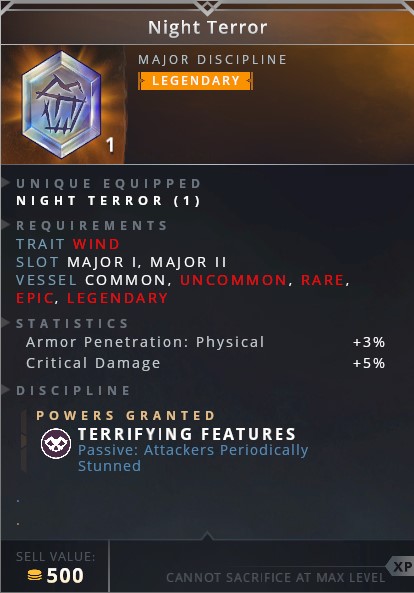 Night Terror
MAJOR DISCIPLINE
LEGENDARY
1
UNIQUE EQUIPPED
NIGHT TERROR (1)
REQUIREMENTS
TRAIT WIND
SLOT MAJOR I, MAJOR II
VESSEL COMMON, UNCOMMON, RARE,
EPIC, LEGENDARY
STATISTICS
Armor Penetration: Physical +3%
Critical Damage +5%
DISCIPLINE
POWERS GRANTED
TERRIFYING FEATURES
Passive: Attackers Periodically
Stunned
SELL VALUE:
500
CANNOT SACRIFICE AT MAX LEVEL
XP